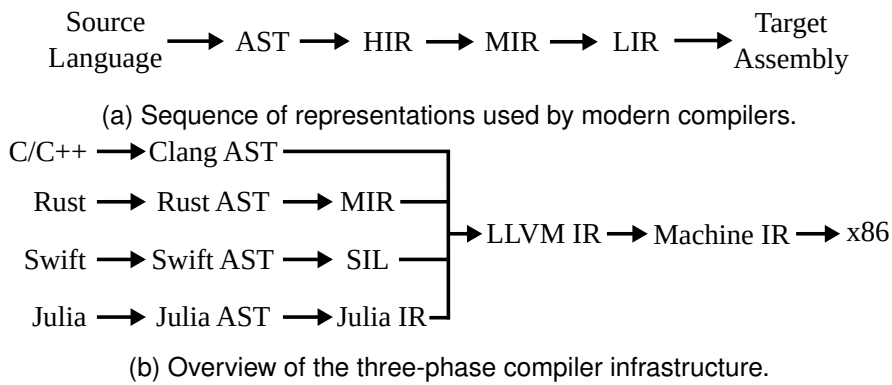 Source Language AST HIR MIR LIR Target Assembly
(a) Sequence of representations used by modern compilers.
C/C++ Clang AST
Rust Rust AST MIR
LLVM IR Machine IR x86
Swift Swift AST SIL
Julia Julia AST Julia IR
(b) Overview of the three-phase compiler infrastructure.